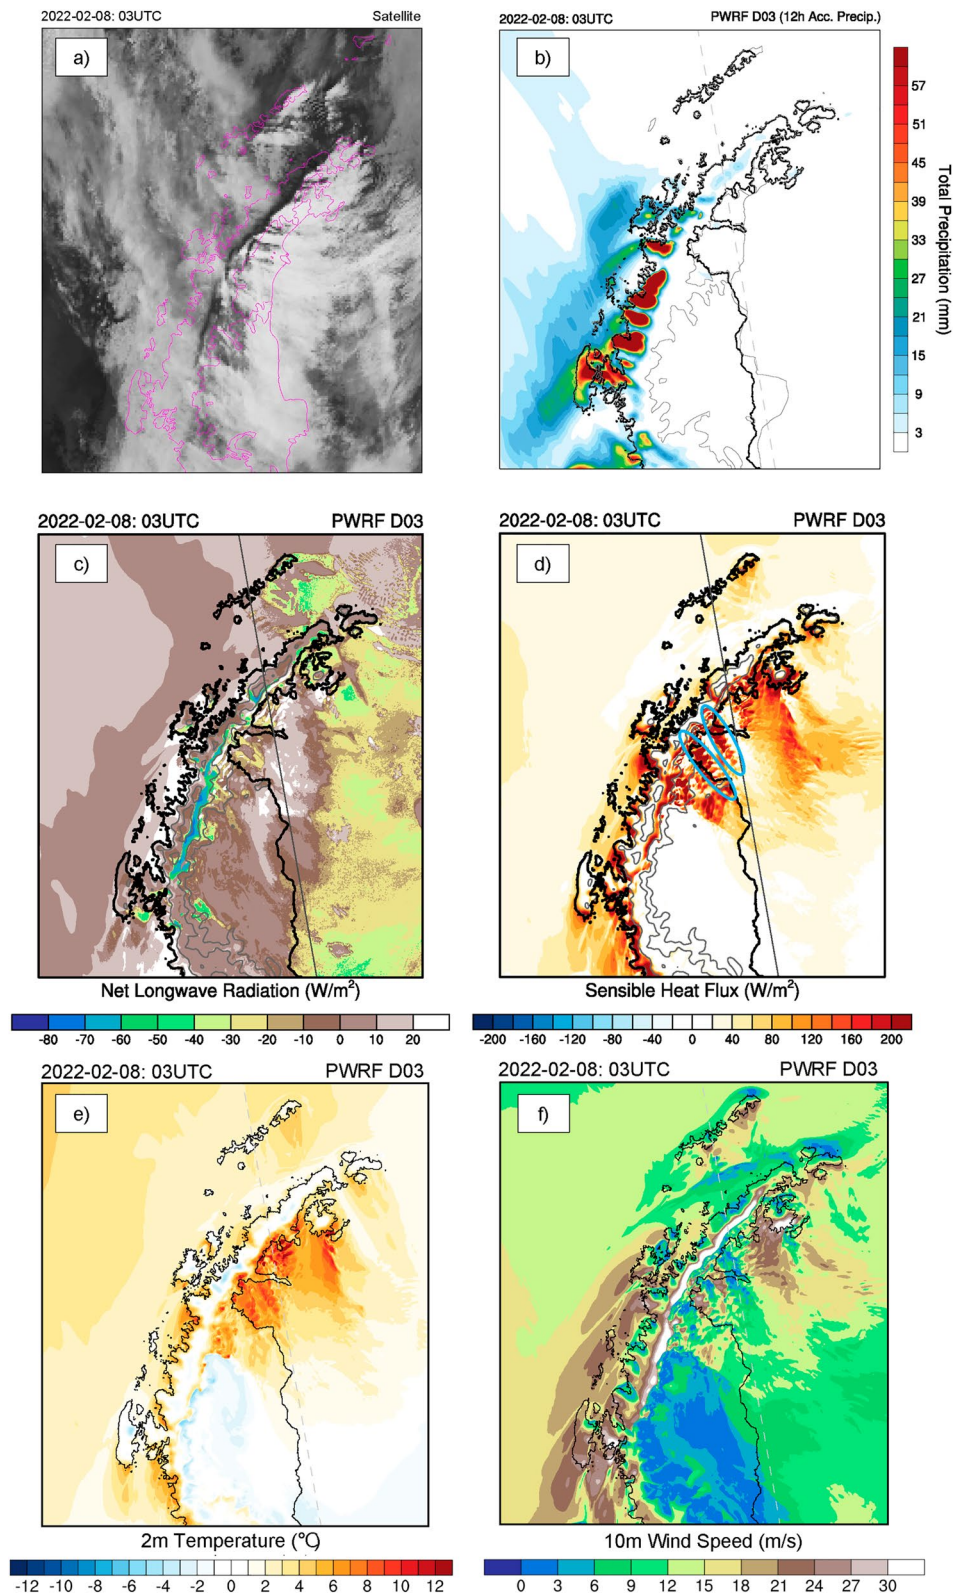 2022-02-08: 03UTC Satellite
a)
2022-02-08: 03UTC PWRF D03 (12h Acc. Precip.)
b)
57
51
45
39
33
27
21
15
9
3
Total Precipitation (mm)
2022-02-08: 03UTC PWRF D03
c)
Net Longwave Radiation (W/m²)
-80 -70 -60 -50 -40 -30 -20 -10 0 10 20
2022-02-08: 03UTC PWRF D03
d)
Sensible Heat Flux (W/m²)
-200 -160 -120 -80 -40 0 40 80 120 160 200
2022-02-08: 03UTC PWRF D03
e)
2m Temperature (°C)
-12 -10 -8 -6 -4 -2 0 2 4 6 8 10 12
2022-02-08: 03UTC PWRF D03
f)
10m Wind Speed (m/s)
0 3 6 9 12 15 18 21 24 27 30